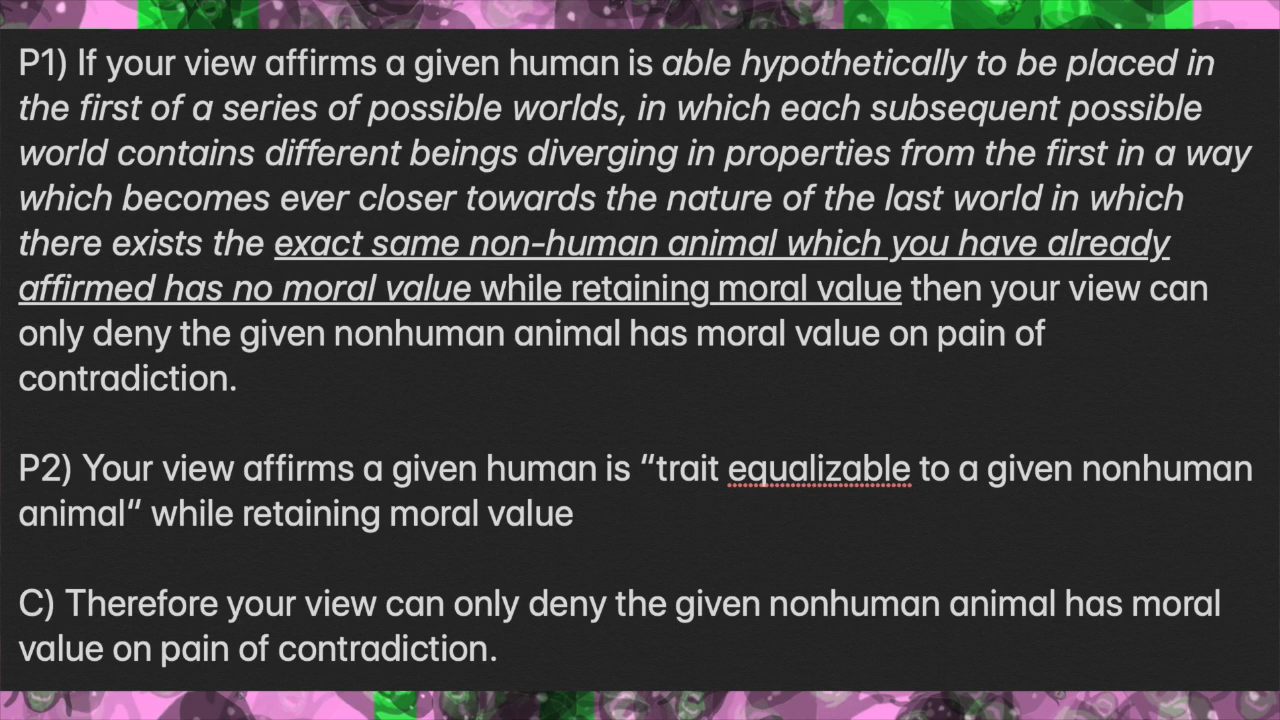 P1) If your view affirms a given human is able hypothetically to be placed in
the first of a series of possible worlds, in which each subsequent possible
world contains different beings diverging in properties from the first in a way
which becomes ever closer towards the nature of the last world in which
there exists the exact same non-human animal which you have already
affirmed has no moral value while retaining moral value then your view can
only deny the given nonhuman animal has moral value on pain of
contradiction.
P2) Your view affirms a given human is “trait equalizable to a given nonhuman
animal“ while retaining moral value
C) Therefore your view can only deny the given nonhuman animal has moral
value on pain of contradiction.